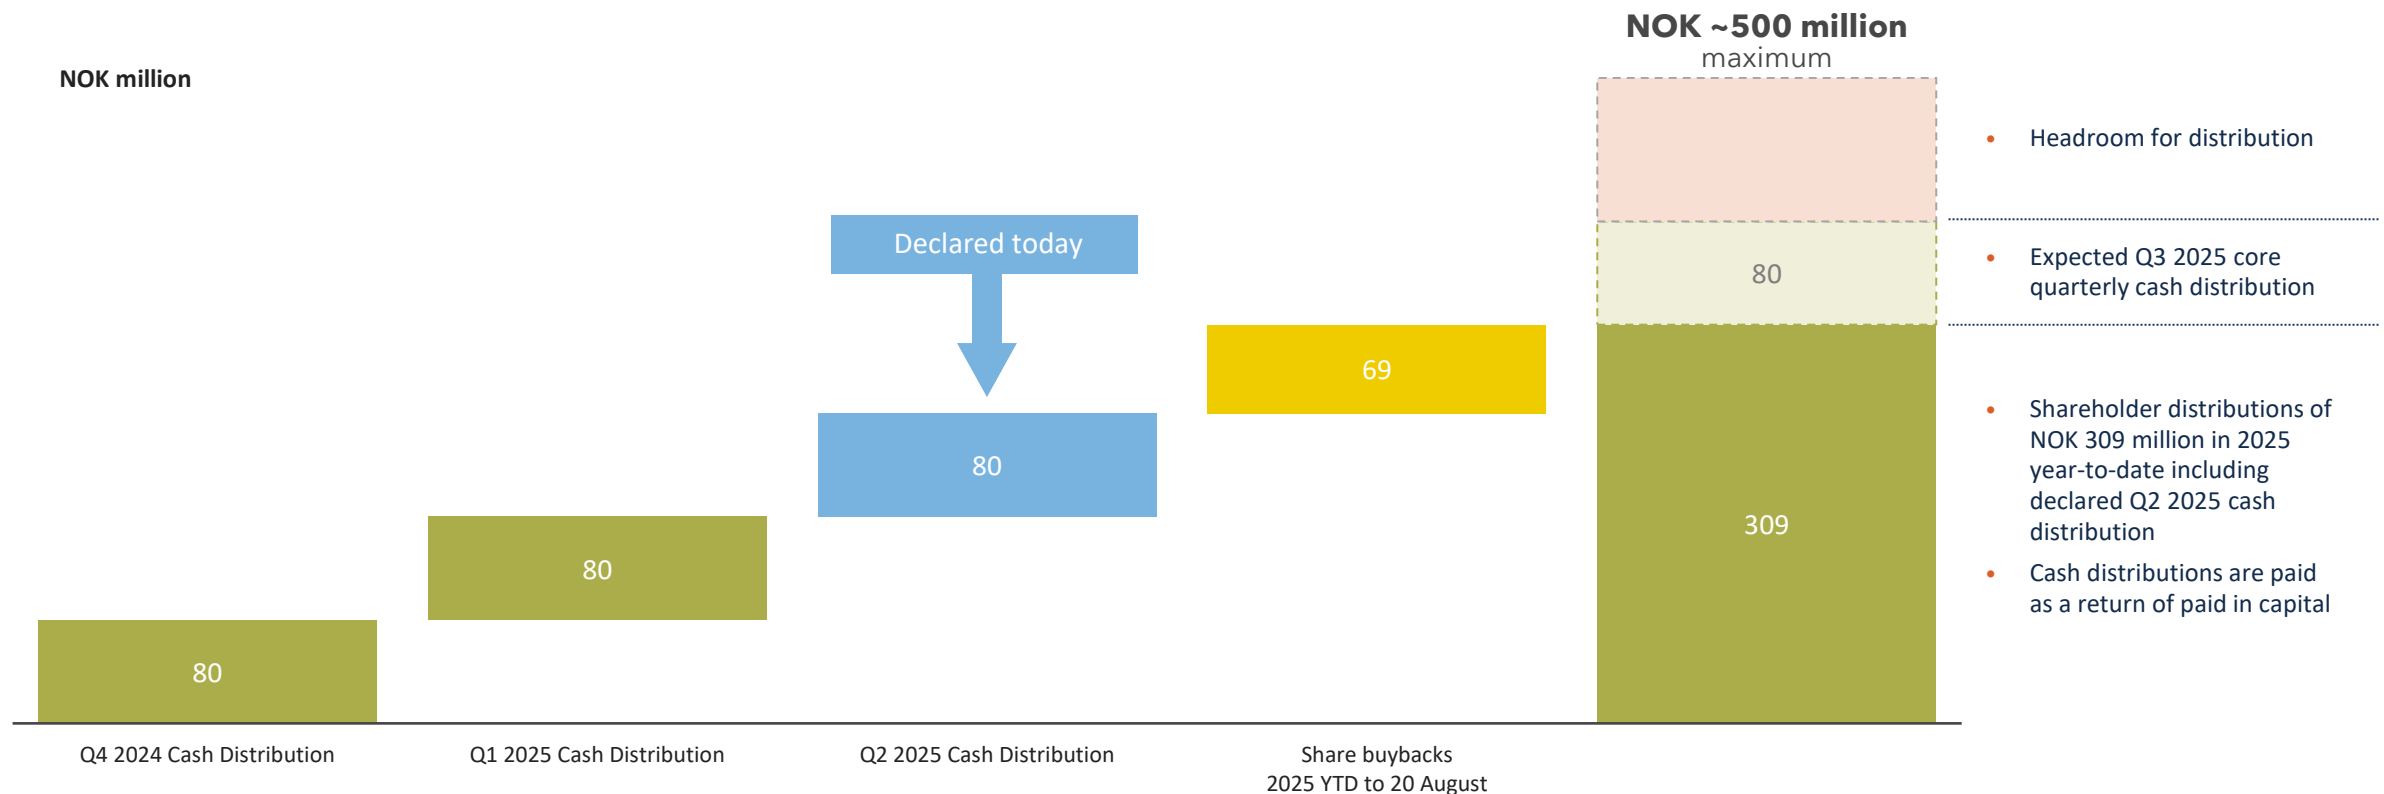 NOK ~500 million
maximum
NOK million
Declared today
80
80
80
69
80
309
Q4 2024 Cash Distribution
Q1 2025 Cash Distribution
Q2 2025 Cash Distribution
Share buybacks
2025 YTD to 20 August
• Headroom for distribution
• Expected Q3 2025 core
quarterly cash distribution
• Shareholder distributions of
NOK 309 million in 2025
year-to-date including
declared Q2 2025 cash
distribution
• Cash distributions are paid
as a return of paid in capital